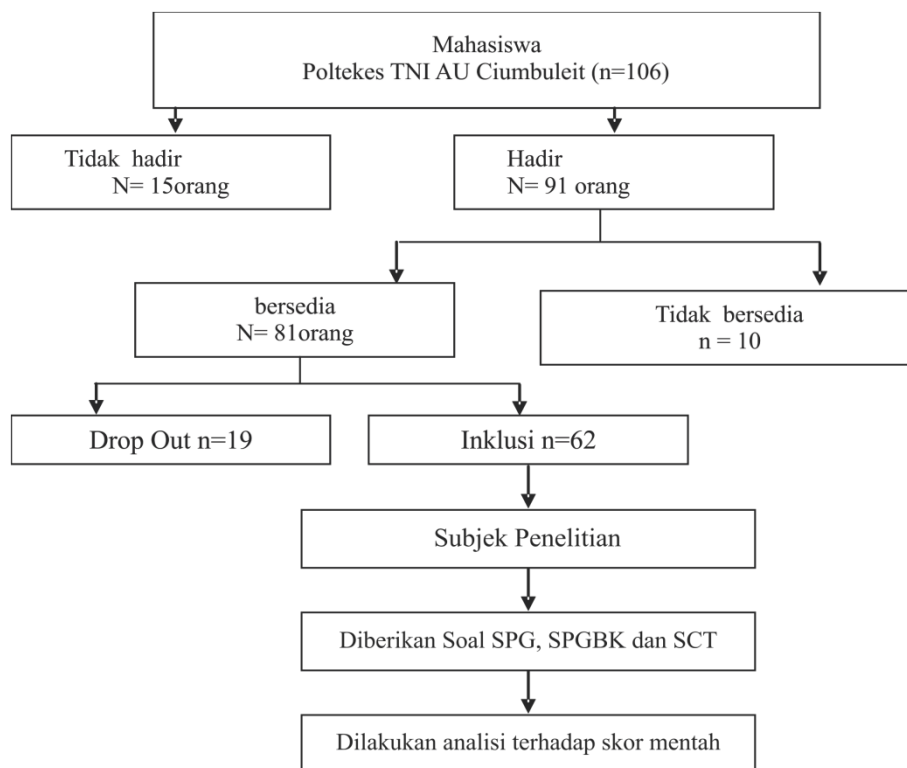 Mahasiswa
Poltekes TNI AU Ciumbuleit (n=106)
Tidak hadir
N= 15orang
Hadir
N= 91 orang
bersedia
N= 81orang
Tidak bersedia
n = 10
Drop Out n=19
Inklusi n=62
Subjek Penelitian
Diberikan Soal SPG, SPGBK dan SCT
Dilakukan analisi terhadap skor mentah